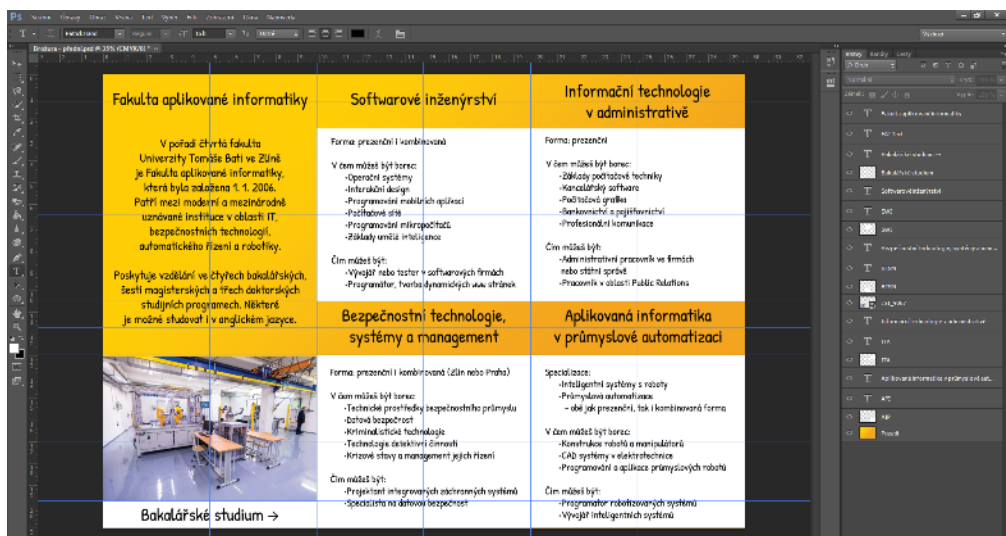 Ps
Fakulta aplikované informatiky
V pořadí čtvrtá fakulta
Univerzity Tomáše Bati ve Zlíně
je Fakulta aplikované informatiky,
která byla založena 1. 1. 2006.
Patří mezi moderní a mezinárodně
uznávané instituce v oblasti IT,
bezpečnostních technologií,
automatického řízení a robotiky.
Poskytuje vzdělání ve čtyřech bakalářských,
šesti magisterských a třech doktorských
studijních programech. Některé
je možné studovat i v anglickém jazyce.
Bakalářské studium →
Softwarové inženýrství
Forma: prezenční i kombinovaná
V čem můžeš být borec:
-Operační systémy
-Interakční design
-Programování mobilních aplikací
-Počítačové sítě
-Programování mikropočítačů
-Základy umělé inteligence
Čím můžeš být:
-Vývojář nebo tester v softwarových firmách
-Programátor, tvorba dynamických www stránek
Informační technologie
v administrativě
Forma: prezenční
V čem můžeš být borec:
-Základy počítačové techniky
-Kancelářský software
-Počítačová grafika
-Bankovnictví a pojišťovnictví
-Profesionální komunikace
Čím můžeš být:
-Administrativní pracovník ve firmách
nebo státní správě
-Pracovník v oblasti Public Relations
Bezpečnostní technologie,
systémy a management
Forma: prezenční i kombinovaná (Zlín nebo Praha)
V čem můžeš být borec:
-Technické prostředky bezpečnostního průmyslu
-Datová bezpečnost
-Kriminalistické technologie
-Technologie detektivní činnosti
-Krizové stavy a management jejich řízení
Čím můžeš být:
-Projektant integrovaných záchranných systémů
-Specialista na datovou bezpečnost
Aplikovaná informatika
v průmyslové automatizaci
Specializace:
-Inteligentní systémy s roboty
-Průmyslová automatizace
– obě jak prezenční, tak i kombinovaná forma
V čem můžeš být borec:
-Konstrukce robotů a manipulátorů
-CAD systémy v elektrotechnice
-Programování a aplikace průmyslových robotů
Čím můžeš být:
-Programátor robotizovaných systémů
-Vývojář inteligentních systémů